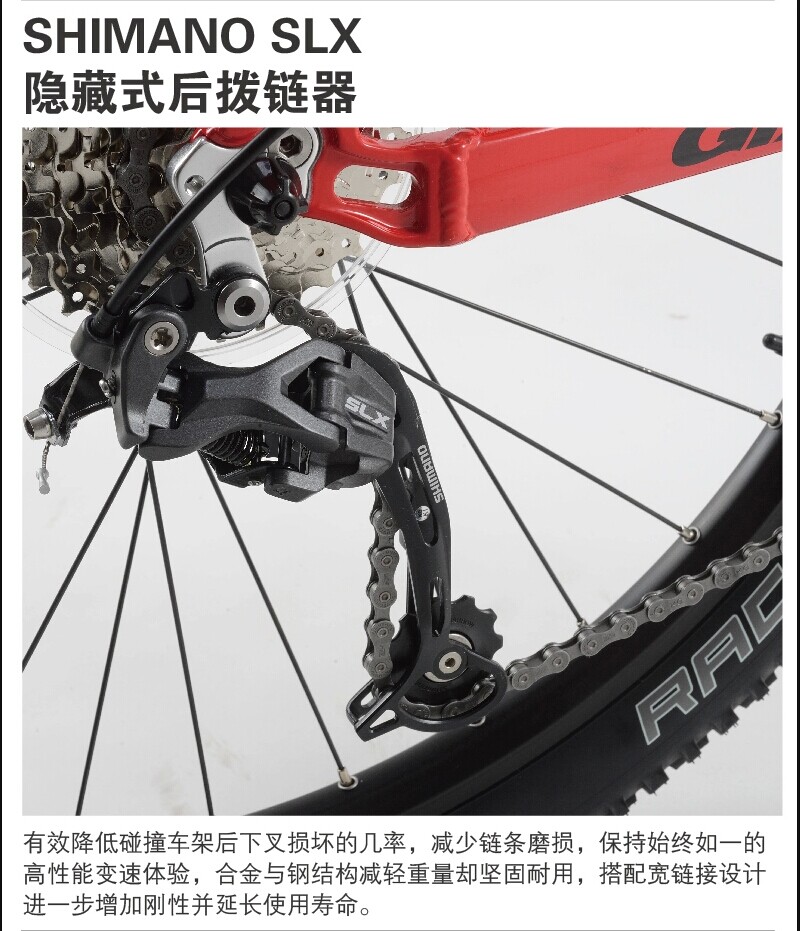 SHIMANO SLX
隐藏式后拨链器
SLX
SHIMANO
RAC
有效降低碰撞车架后下叉损坏的几率，减少链条磨损，保持始终如一的
高性能变速体验，合金与钢结构减轻重量却坚固耐用，搭配宽链接设计
进一步增加刚性并延长使用寿命。